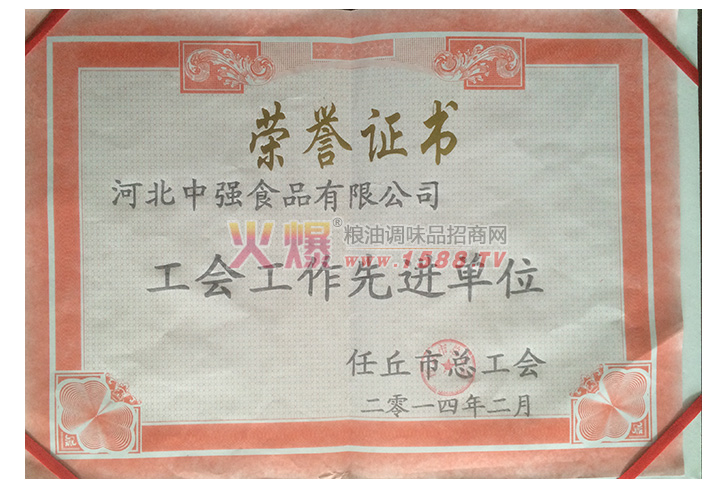 荣誉证书
河北中强食品有限公司
火爆®粮油调味品招商网
www.1588.TV
工会工作先进单位
任丘市总工会
二零一四年二月